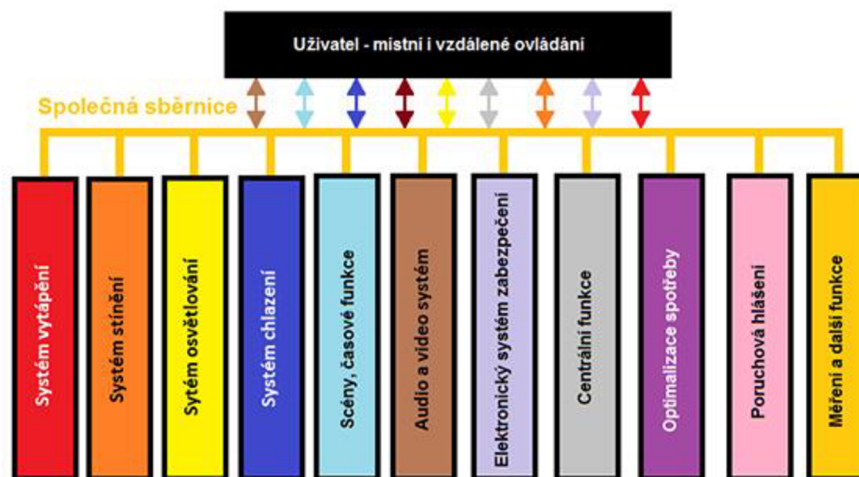 Uživatel - místní i vzdálené ovládání
Společná sběrnice
Systém vytápění
Systém stínění
Sytém osvětlování
Systém chlazení
Scény, časové funkce
Audio a video systém
Elektronický systém zabezpečení
Centrální funkce
Optimalizace spotřeby
Poruchová hlášení
Měření a další funkce